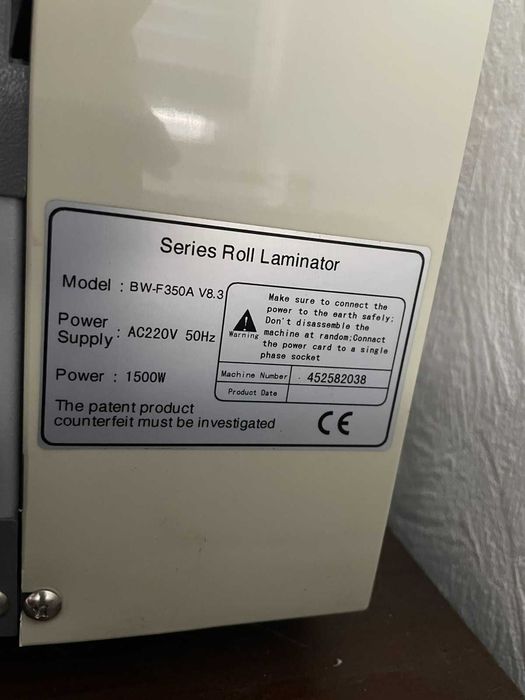 Series Roll Laminator
Model : BW-F350A V8.3
Power Supply : AC220V 50Hz
Power : 1500W
The patent product
counterfeit must be investigated
Warning
Make sure to connect the
power to the earth safely;
Don't disassemble the
machine at random;Connact
the power card to a single
phase socket
Machine Number . 452582038
Product Date
CE